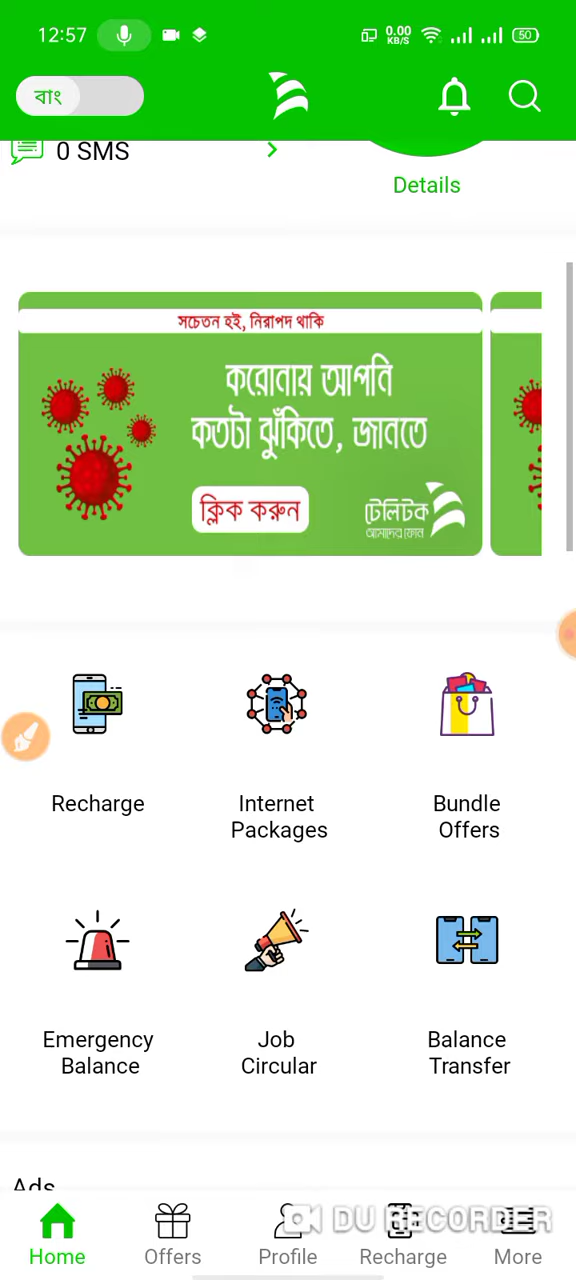 12:57
0.00
KB/S
50
বাং
0 SMS
Details
সচেতন হই, নিরাপদ থাকি
করোনায় আপনি
কতটা ঝুঁকিতে, জানতে
ক্লিক করুন
টেলিটক
আমাদের ফোন
Recharge
Internet
Packages
Bundle
Offers
Emergency
Balance
Job
Circular
Balance
Transfer
Ads
DU RECORDER
Home
Offers
Profile
Recharge
More